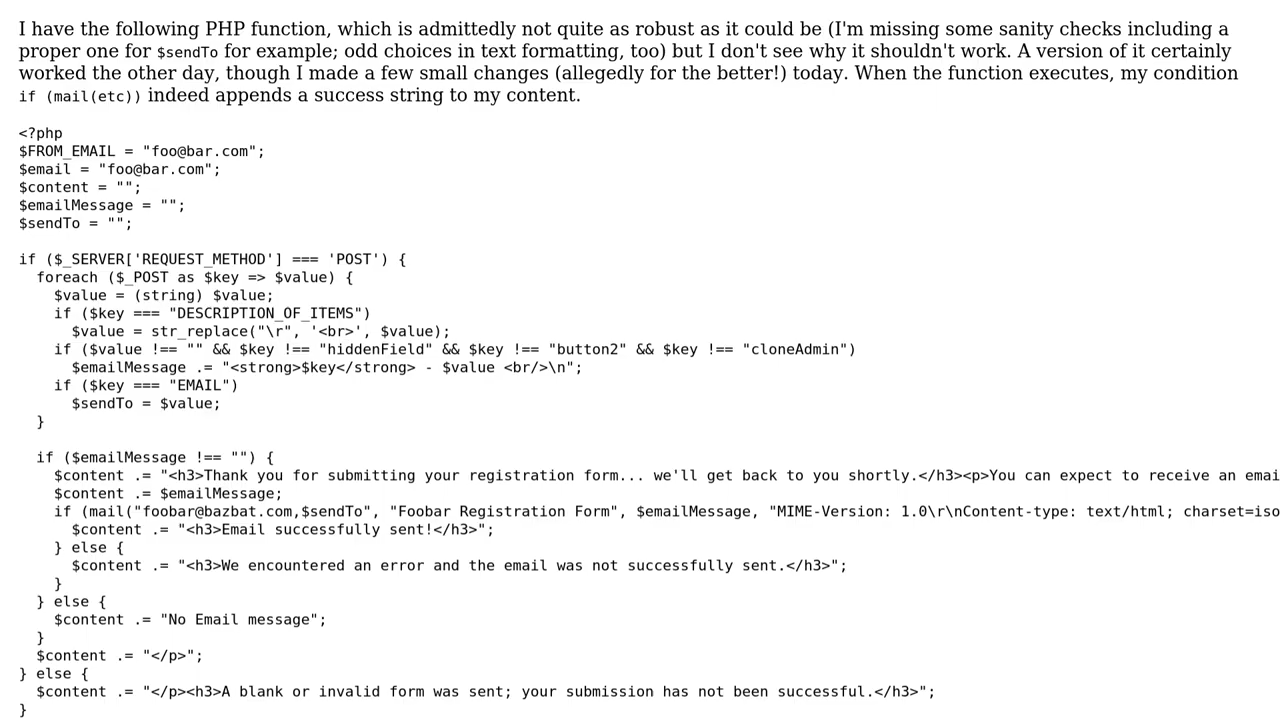 I have the following PHP function, which is admittedly not quite as robust as it could be (I'm missing some sanity checks including a
proper one for $sendTo for example; odd choices in text formatting, too) but I don't see why it shouldn't work. A version of it certainly
worked the other day, though I made a few small changes (allegedly for the better!) today. When the function executes, my condition
if (mail(etc)) indeed appends a success string to my content.
<?php
$FROM_EMAIL = "foo@bar.com";
$email = "foo@bar.com";
$content = "";
$emailMessage = "";
$sendTo = "";
if ($_SERVER['REQUEST_METHOD'] === 'POST') {
  foreach ($_POST as $key => $value) {
    $value = (string) $value;
    if ($key === "DESCRIPTION_OF_ITEMS")
      $value = str_replace("\r", '<br>', $value);
    if ($value !== "" && $key !== "hiddenField" && $key !== "button2" && $key !== "cloneAdmin")
      $emailMessage .= "<strong>$key</strong> - $value <br/>\n";
    if ($key === "EMAIL")
      $sendTo = $value;
  }
  if ($emailMessage !== "") {
    $content .= "<h3>Thank you for submitting your registration form... we'll get back to you shortly.</h3><p>You can expect to receive an emai
    $content .= $emailMessage;
    if (mail("foobar@bazbat.com,$sendTo", "Foobar Registration Form", $emailMessage, "MIME-Version: 1.0\r\nContent-type: text/html; charset=iso
      $content .= "<h3>Email successfully sent!</h3>";
    } else {
      $content .= "<h3>We encountered an error and the email was not successfully sent.</h3>";
    }
  } else {
    $content .= "No Email message";
  }
  $content .= "</p>";
} else {
  $content .= "</p><h3>A blank or invalid form was sent; your submission has not been successful.</h3>";
}